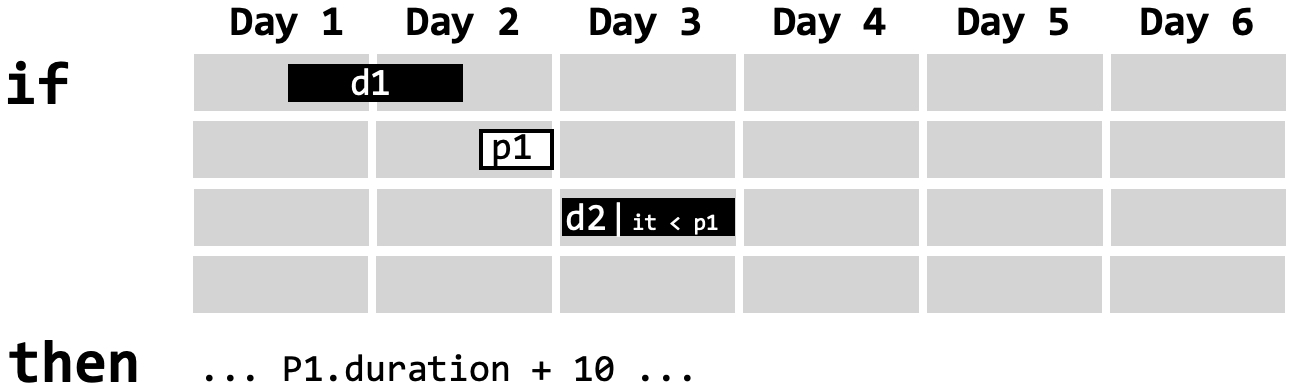 Day 1 Day 2 Day 3 Day 4 Day 5 Day 6
if d1
p1
d2| it < p1
then ... P1.duration + 10 ...